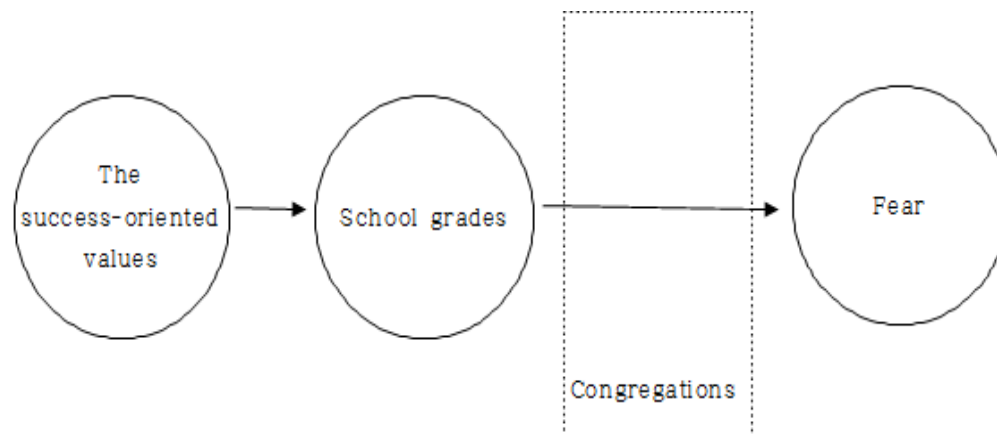 The
success-oriented
values
School grades
Fear
Congregations